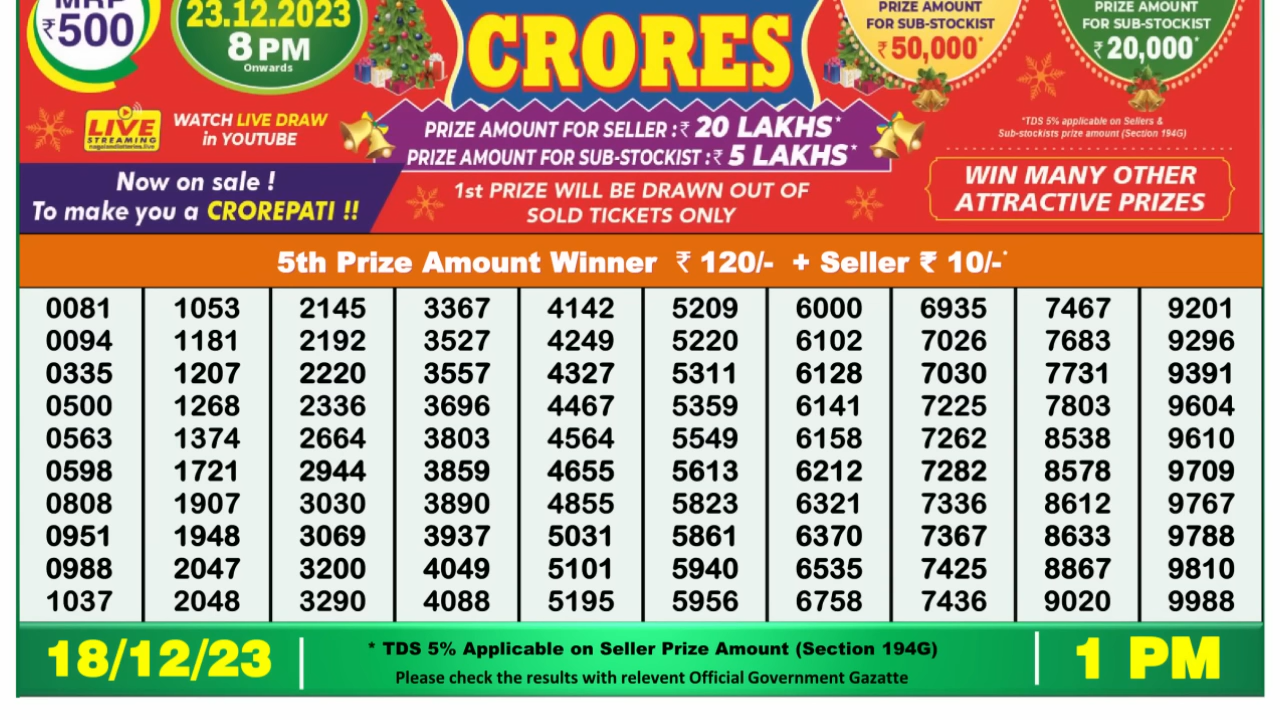 MRP
₹500
23.12.2023
8 PM
Onwards
CRORES
PRIZE AMOUNT
FOR SUB-STOCKIST
₹ 50,000*
PRIZE AMOUNT
FOR SUB-STOCKIST
₹ 20,000*
LIVE
STREAMING
nagalandlotteries.live
WATCH LIVE DRAW
in YOUTUBE
PRIZE AMOUNT FOR SELLER :₹ 20 LAKHS*
PRIZE AMOUNT FOR SUB-STOCKIST :₹ 5 LAKHS*
*TDS 5% applicable on Sellers &
Sub-stockists prize amount (Section 194G)
Now on sale !
To make you a CROREPATI !!
1st PRIZE WILL BE DRAWN OUT OF
SOLD TICKETS ONLY
WIN MANY OTHER
ATTRACTIVE PRIZES
5th Prize Amount Winner ₹ 120/- + Seller ₹ 10/-*
0081 1053 2145 3367 4142 5209 6000 6935 7467 9201
0094 1181 2192 3527 4249 5220 6102 7026 7683 9296
0335 1207 2220 3557 4327 5311 6128 7030 7731 9391
0500 1268 2336 3696 4467 5359 6141 7225 7803 9604
0563 1374 2664 3803 4564 5549 6158 7262 8538 9610
0598 1721 2944 3859 4655 5613 6212 7282 8578 9709
0808 1907 3030 3890 4855 5823 6321 7336 8612 9767
0951 1948 3069 3937 5031 5861 6370 7367 8633 9788
0988 2047 3200 4049 5101 5940 6535 7425 8867 9810
1037 2048 3290 4088 5195 5956 6758 7436 9020 9988
18/12/23
* TDS 5% Applicable on Seller Prize Amount (Section 194G)
Please check the results with relevent Official Government Gazatte
1 PM